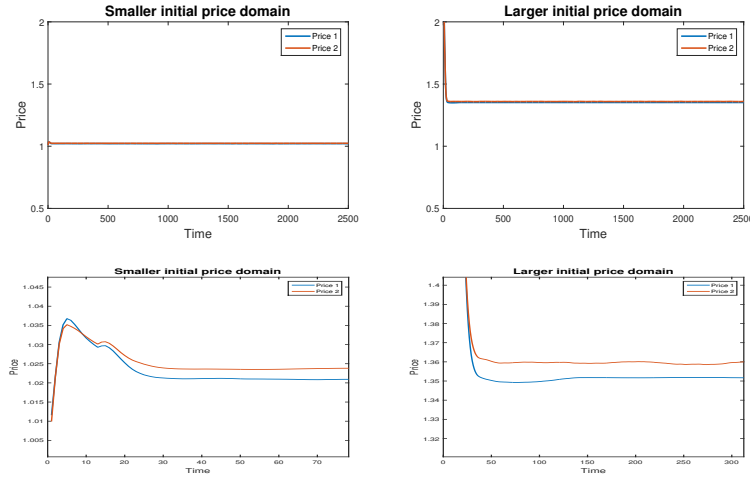 Smaller initial price domain
2
1.5
1
0.5
Price
Price 1
Price 2
0 500 1000 1500 2000 2500
Time
Larger initial price domain
2
1.5
1
0.5
Price
Price 1
Price 2
0 500 1000 1500 2000 2500
Time
Smaller initial price domain
1.045
1.04
1.035
1.03
1.025
1.02
1.015
1.01
1.005
Price
Price 1
Price 2
0 10 20 30 40 50 60 70
Time
Larger initial price domain
1.4
1.39
1.38
1.37
1.36
1.35
1.34
1.33
1.32
Price
Price 1
Price 2
50 100 150 200 250 300
Time